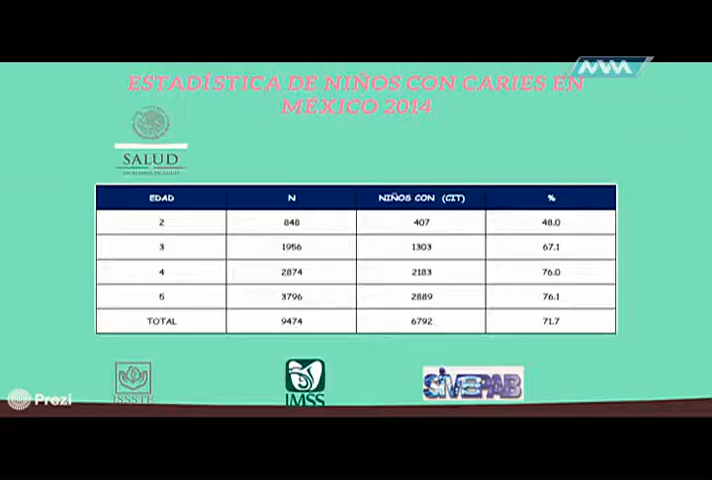 MVM
ESTADÍSTICA DE NIÑOS CON CARIES EN
MÉXICO 2014
SALUD
EDAD N NIÑOS CON (CIT) %
2 848 407 48.0
3 1956 1303 67.1
4 2874 2183 76.0
5 3796 2889 76.1
TOTAL 9474 6792 71.7
ISSSTE
IMSS
SIVEPAB
Prezi